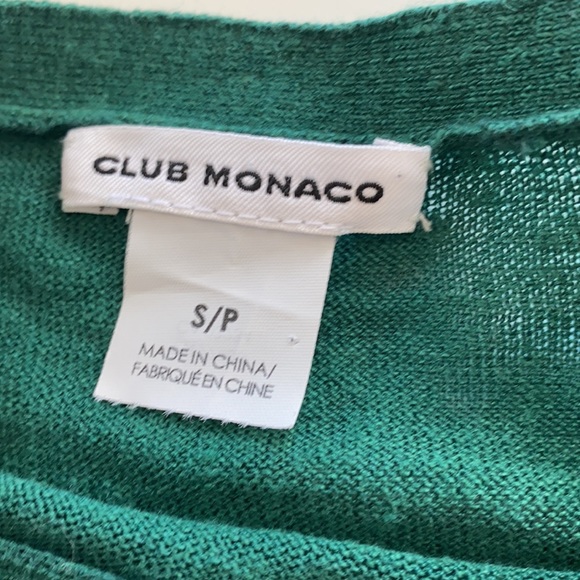 CLUB MONACO
S/P
MADE IN CHINA/
FABRIQUÉ EN CHINE